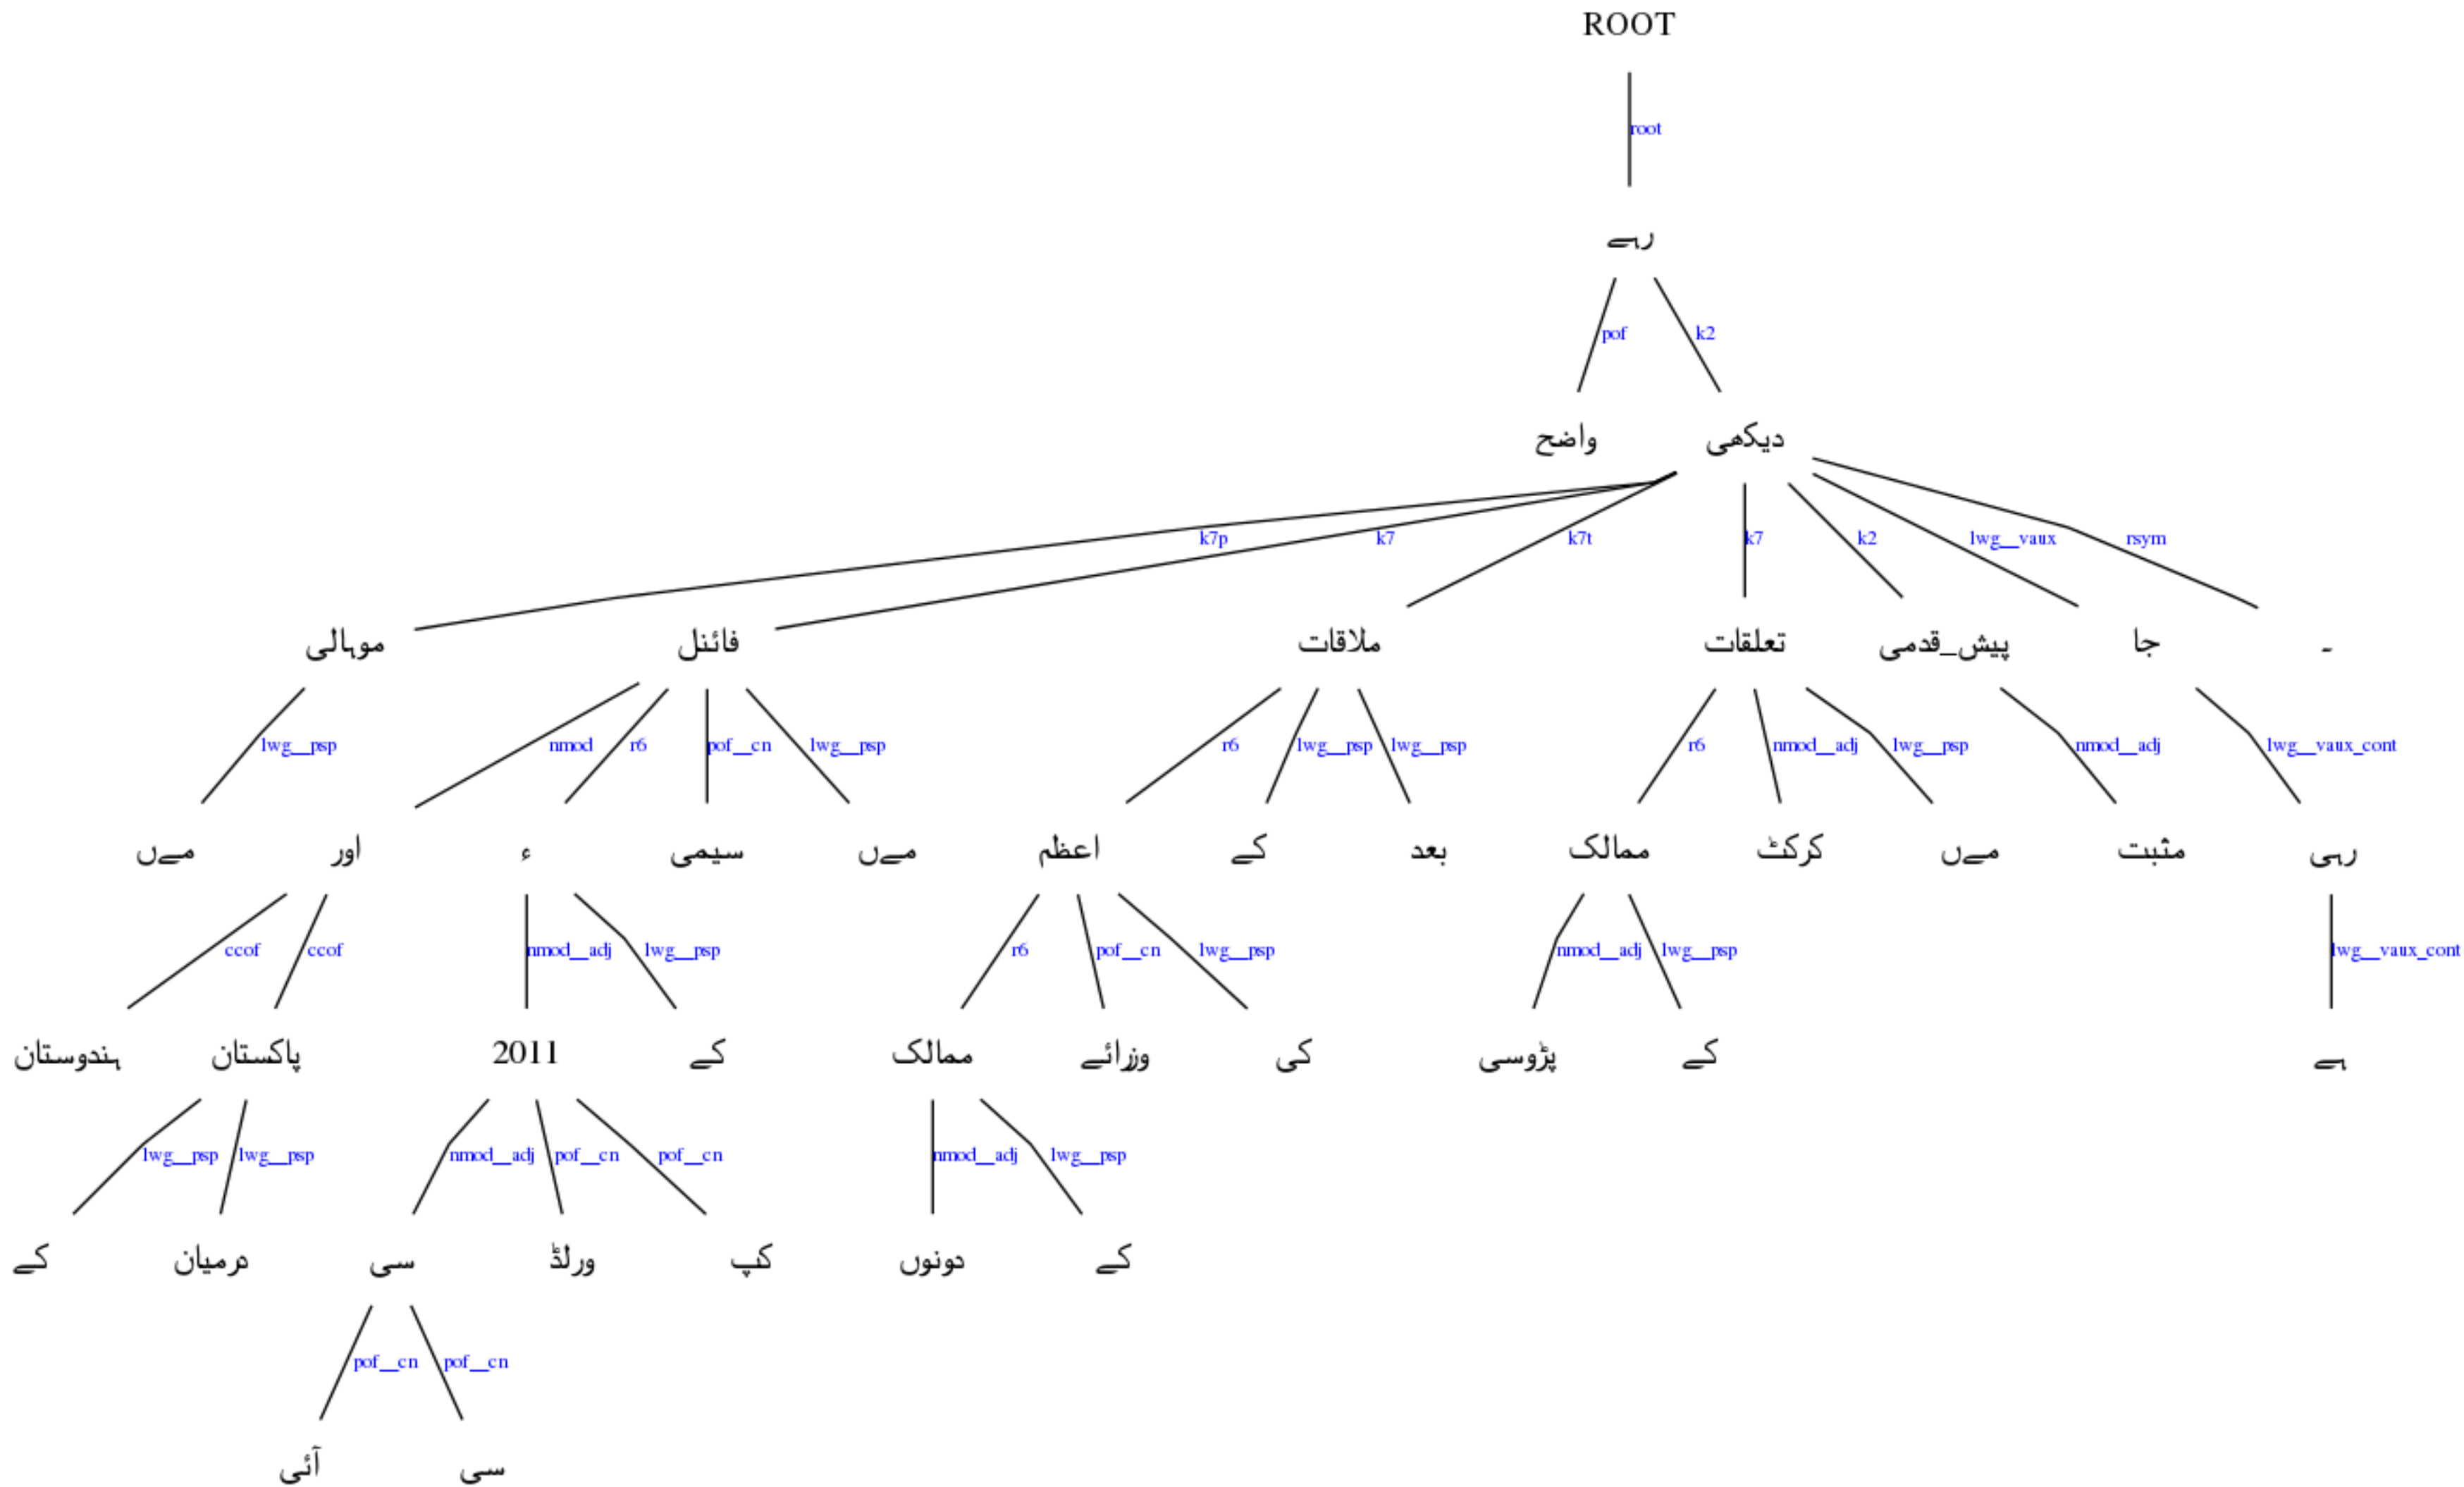 ROOT
root
رہے
pof k2
واضح دیکھی
k7p k7 k7t k7 k2 lwg__vaux rsym
موہالی فائنل ملاقات تعلقات پیش_قدمی جا ۔
lwg__psp nmod r6 pof__cn lwg__psp r6 lwg__psp lwg__psp r6 nmod__adj lwg__psp nmod__adj lwg__vaux_cont
مےں اور ء سیمی مےں اعظم کے بعد ممالک کرکٹ مےں مثبت رہی
ccof ccof nmod__adj lwg__psp r6 pof__cn lwg__psp nmod__adj lwg__psp lwg__vaux_cont
ہندوستان پاکستان 2011 کے ممالک وزرائے کی پڑوسی کے ہے
lwg__psp lwg__psp nmod__adj pof__cn pof__cn nmod__adj lwg__psp
کے درمیان سی ورلڈ کپ دونوں کے
pof__cn pof__cn
آئی سی